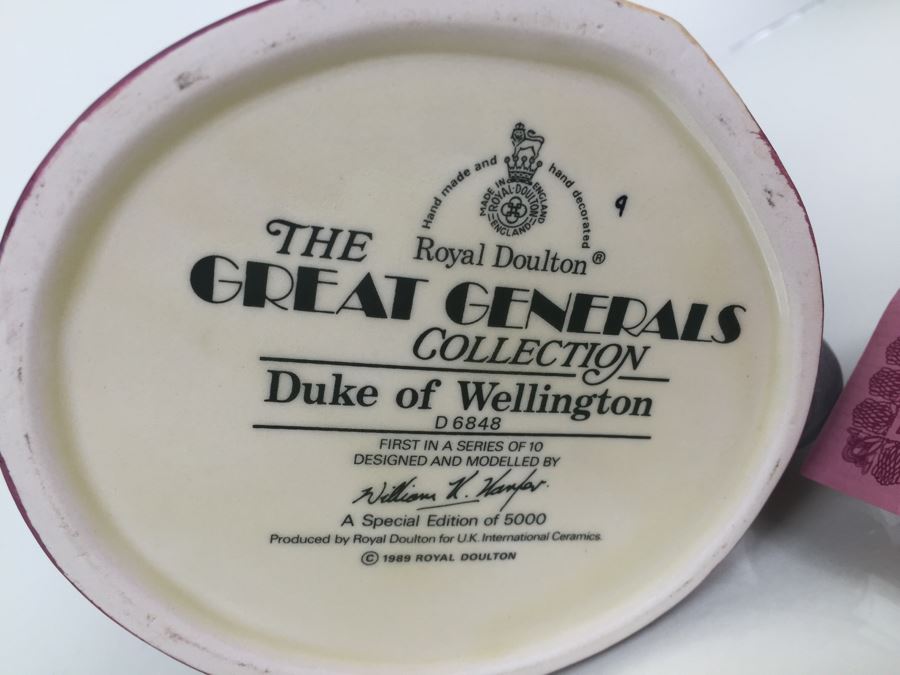 Hand made and hand decorated
MADE IN ENGLAND
ROYAL·DOULTON
ENGLAND
9
Royal Doulton®
THE
GREAT GENERALS
COLLECTION
Duke of Wellington
D 6848
FIRST IN A SERIES OF 10
DESIGNED AND MODELLED BY
William K. Harper.
A Special Edition of 5000
Produced by Royal Doulton for U.K. International Ceramics.
© 1989 ROYAL DOULTON